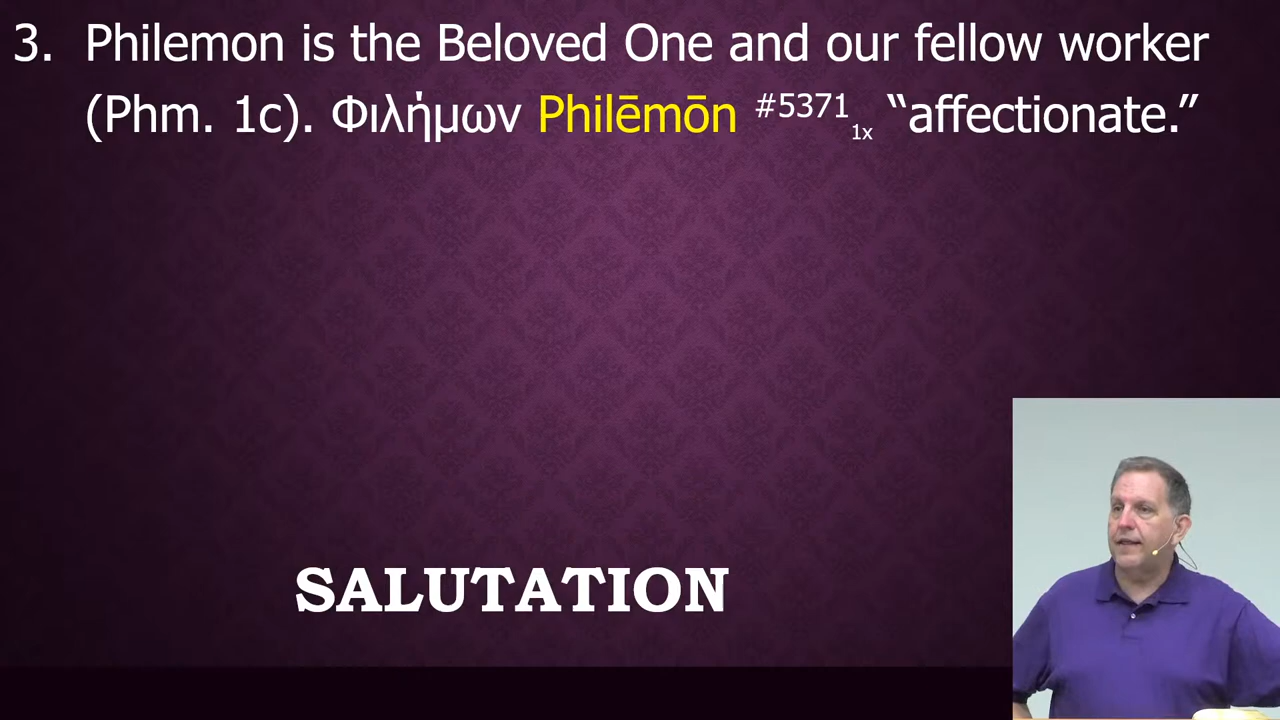 3. Philemon is the Beloved One and our fellow worker
(Phm. 1c). Φιλήμων Philēmōn #5371 1x “affectionate.”
SALUTATION